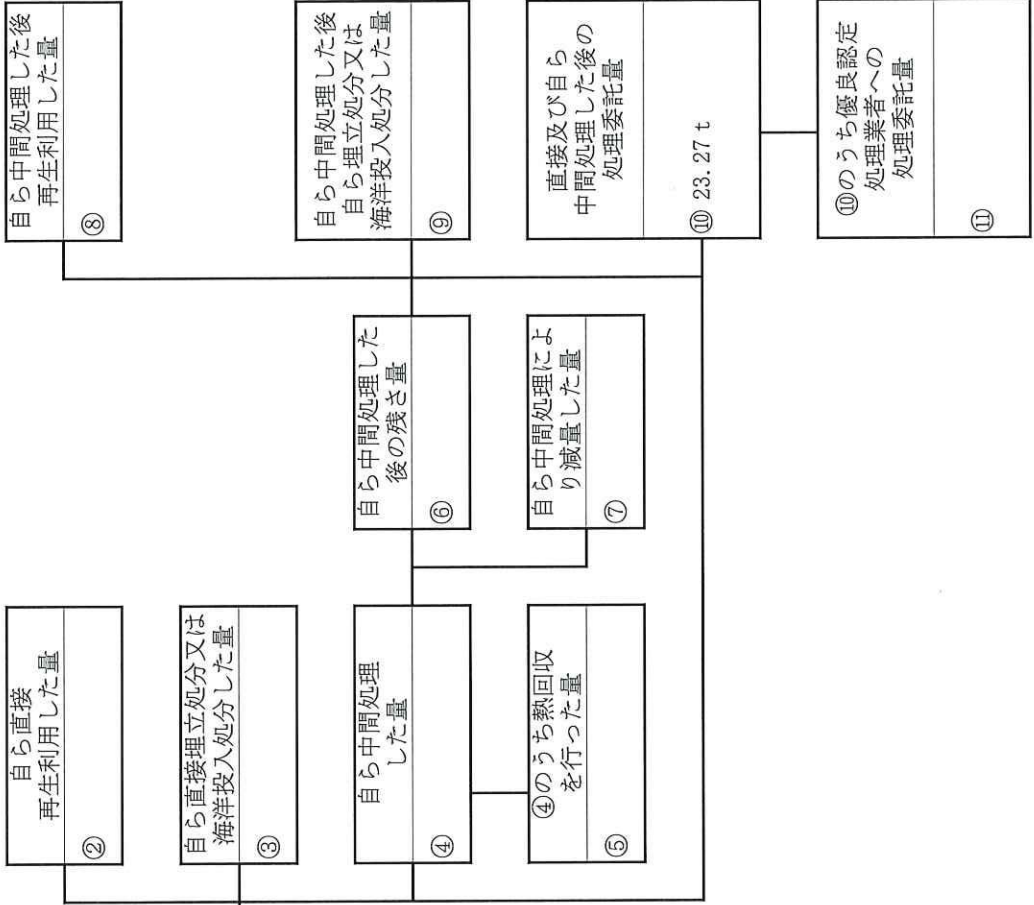 自ら直接
再生利用した量
②
自ら直接埋立処分又は
海洋投入処分した量
③
自ら中間処理
した量
④
④のうち熱回収
を行った量
⑤
自ら中間処理した
後の残さ量
⑥
自ら中間処理によ
り減量した量
⑦
自ら中間処理した後
再生利用した量
⑧
自ら中間処理した後
自ら埋立処分又は
海洋投入処分した量
⑨
直接及び自ら
中間処理した後の
処理委託量
⑩ 23.27 t
⑩のうち優良認定
処理業者への
処理委託量
⑪